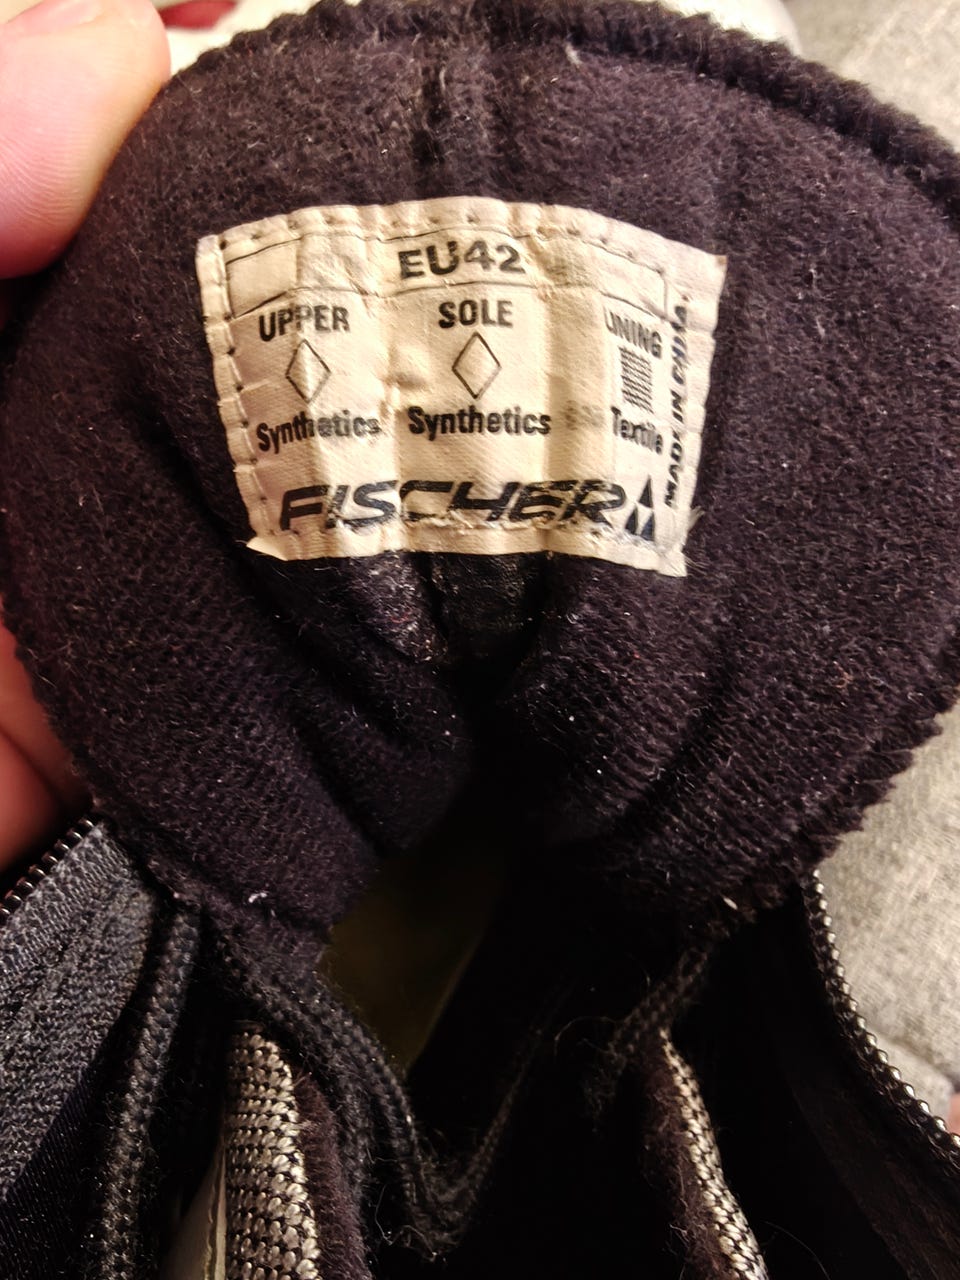 EU42
UPPER SOLE LINING
Synthetics Synthetics Textile
FISCHER
MADE IN CHINA